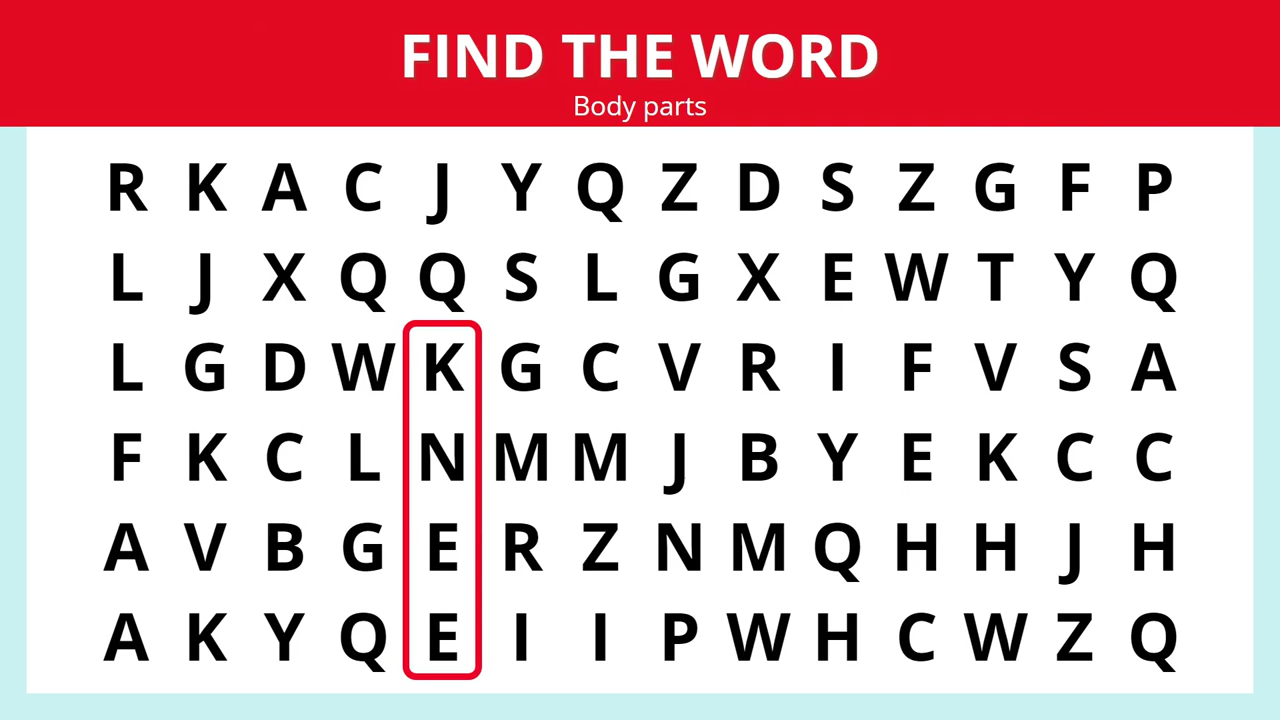 FIND THE WORD
Body parts
R K A C J Y Q Z D S Z G F P
L J X Q Q S L G X E W T Y Q
L G D W K G C V R I F V S A
F K C L N M M J B Y E K C C
A V B G E R Z N M Q H H J H
A K Y Q E I I P W H C W Z Q